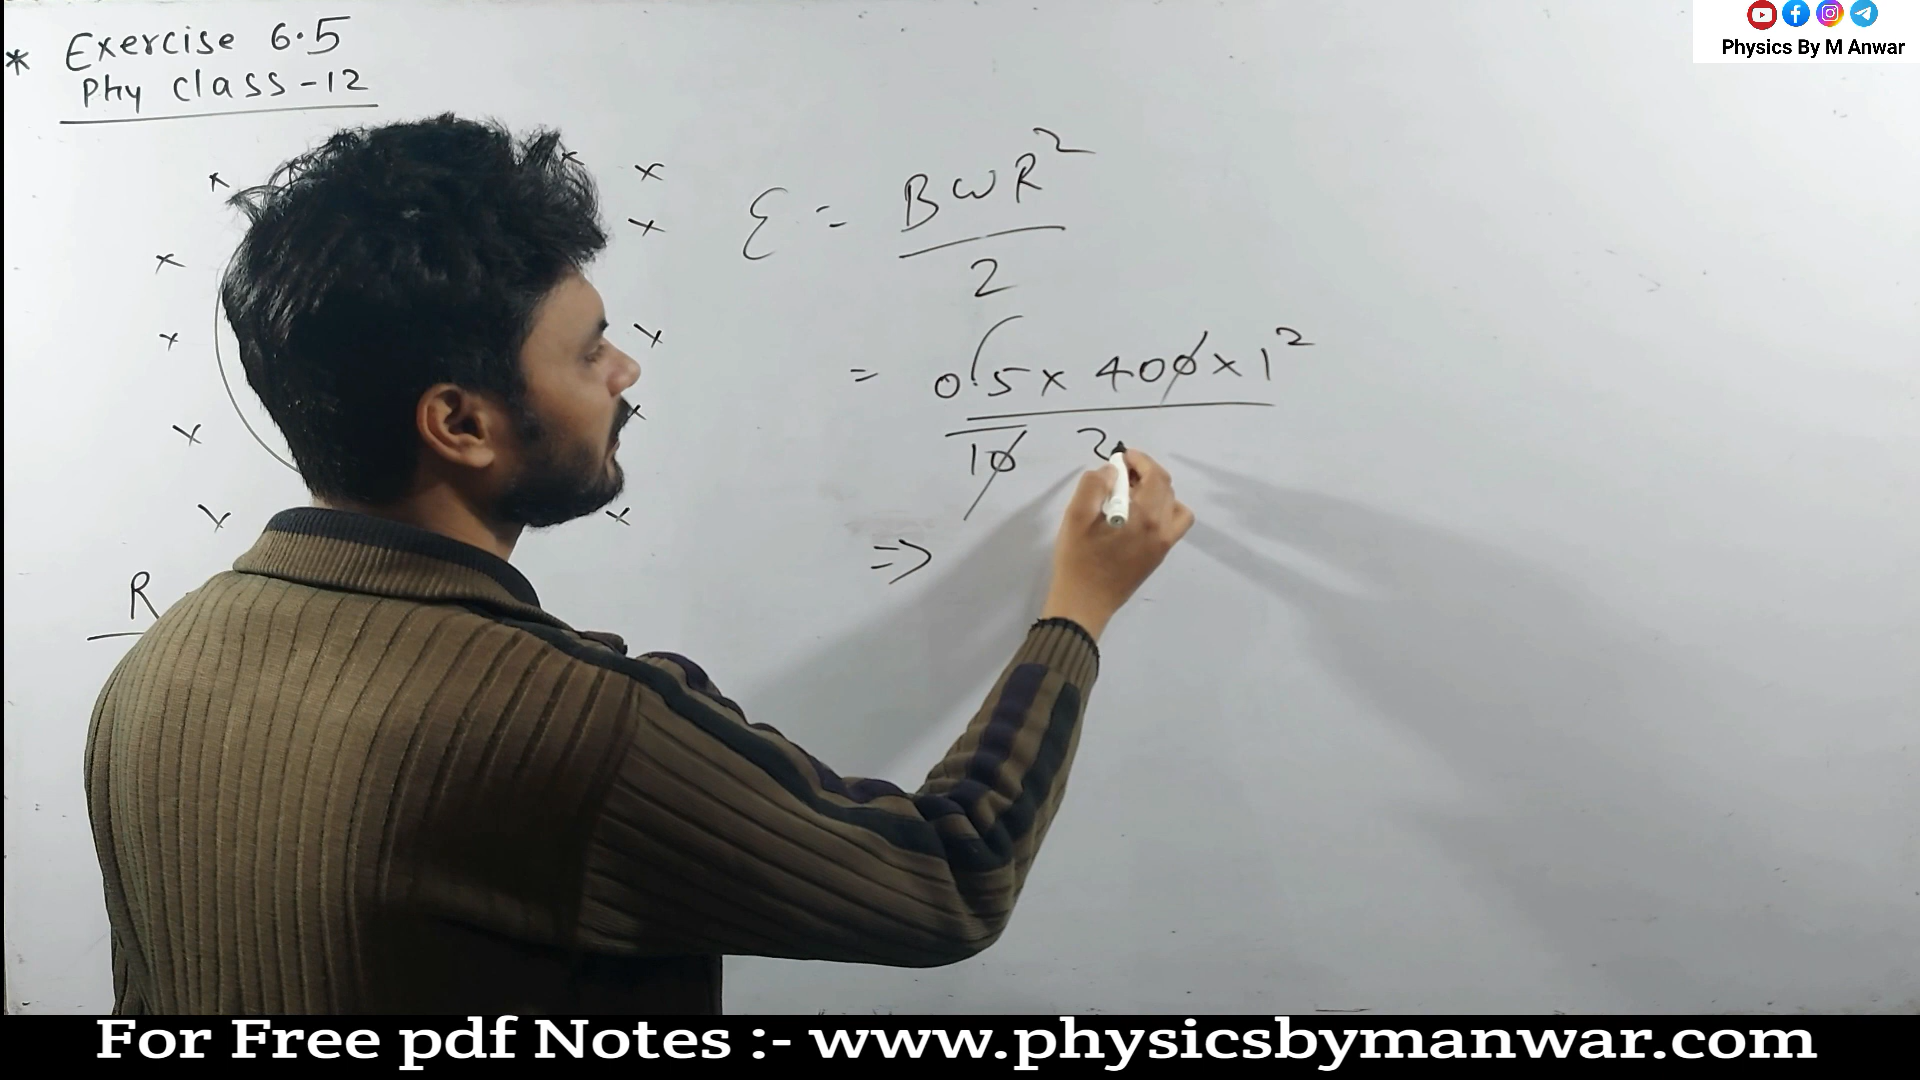 * Exercise 6.5
Phy Class-12
Physics By M Anwar
ε = BωR²
2
= 0.5 x 400 x 1²
10 2
=>
R
For Free pdf Notes :- www.physicsbymanwar.com